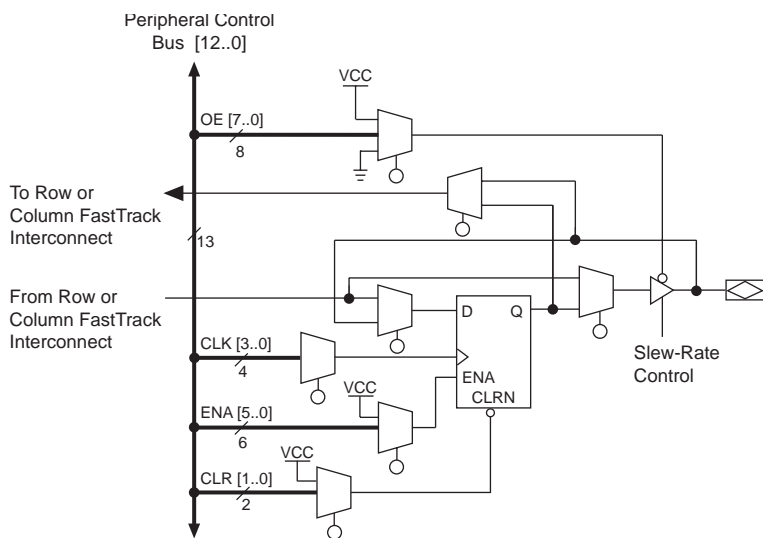 Peripheral Control
Bus [12..0]
VCC
OE [7..0]
8
To Row or
Column FastTrack
Interconnect
13
From Row or
Column FastTrack
Interconnect
D
Q
CLK [3..0]
4
ENA
CLRN
Slew-Rate
Control
VCC
ENA [5..0]
6
VCC
CLR [1..0]
2